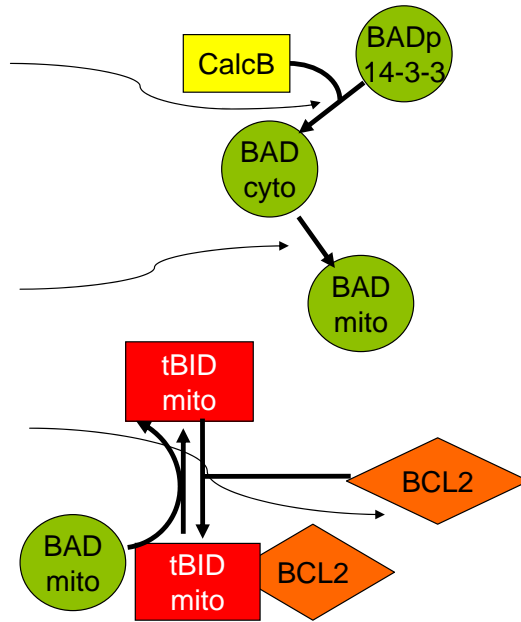 BADp
14-3-3
CalcB
BAD
cyto
BAD
mito
tBID
mito
BCL2
BAD
mito
tBID
mito
BCL2